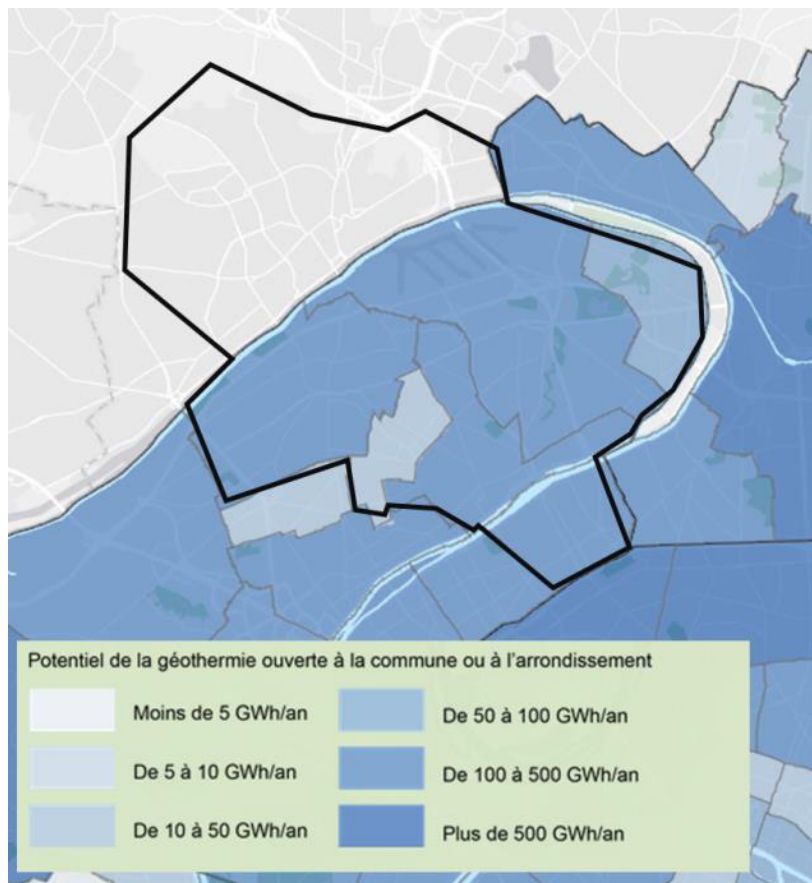 Potentiel de la géothermie ouverte à la commune ou à l'arrondissement
Moins de 5 GWh/an
De 50 à 100 GWh/an
De 5 à 10 GWh/an
De 100 à 500 GWh/an
De 10 à 50 GWh/an
Plus de 500 GWh/an